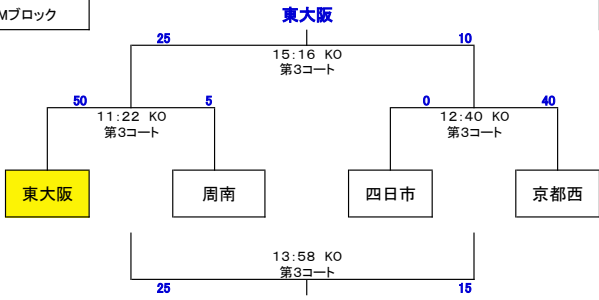 Mブロック
東大阪
25 10
15:16 KO
第3コート
50 5 0 40
11:22 KO 12:40 KO
第3コート 第3コート
東大阪 周南 四日市 京都西
13:58 KO
第3コート
25 15